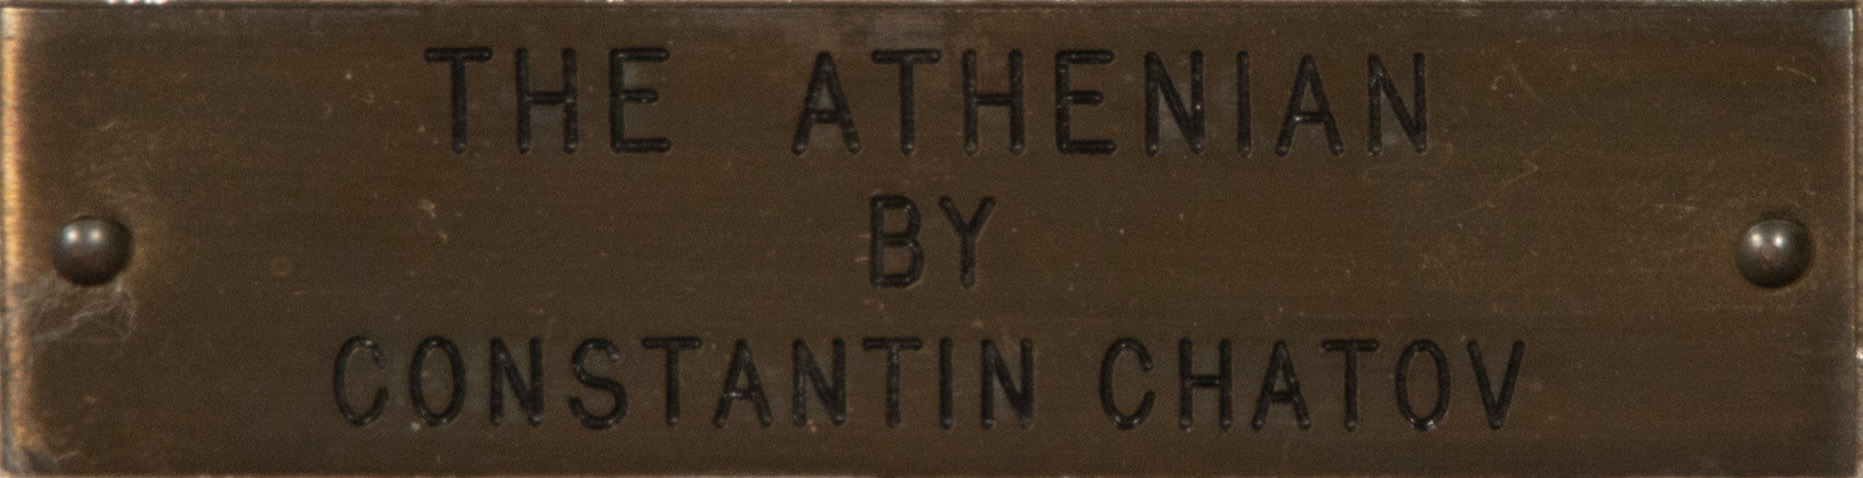 THE ATHENIAN
BY
CONSTANTIN CHATOV